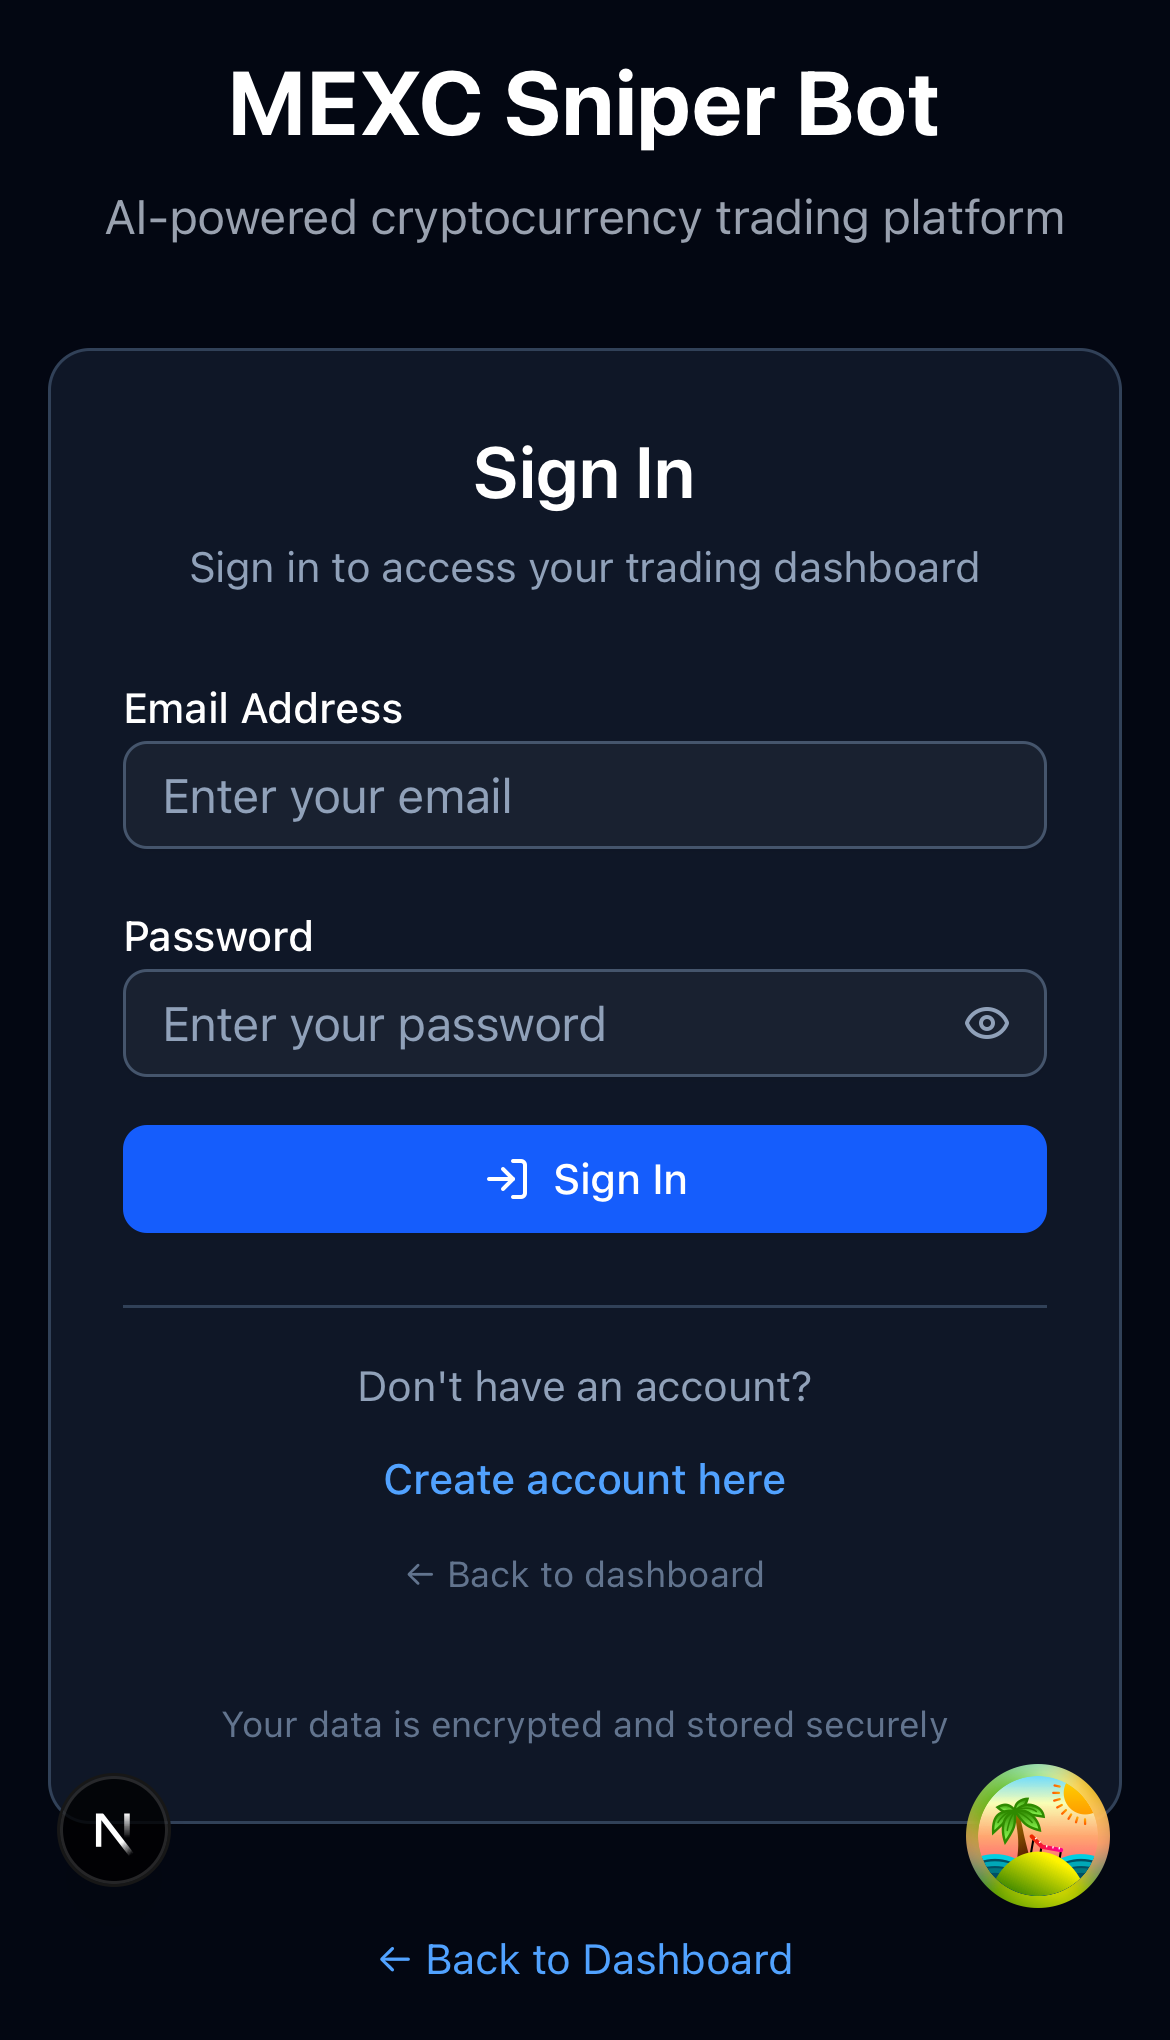 MEXC Sniper Bot
AI-powered cryptocurrency trading platform
Sign In
Sign in to access your trading dashboard
Email Address
Enter your email
Password
Enter your password
Sign In
Don't have an account?
Create account here
← Back to dashboard
Your data is encrypted and stored securely
N
← Back to Dashboard